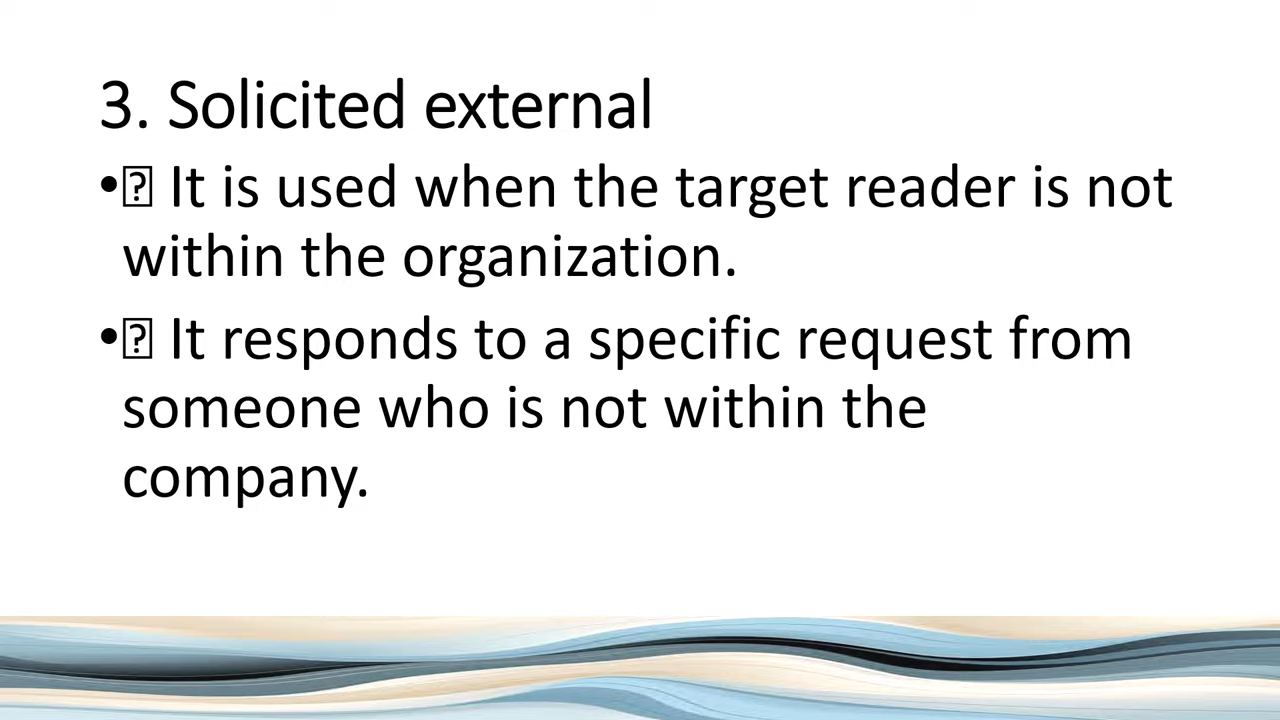 3. Solicited external
•⍰ It is used when the target reader is not
within the organization.
•⍰ It responds to a specific request from
someone who is not within the
company.